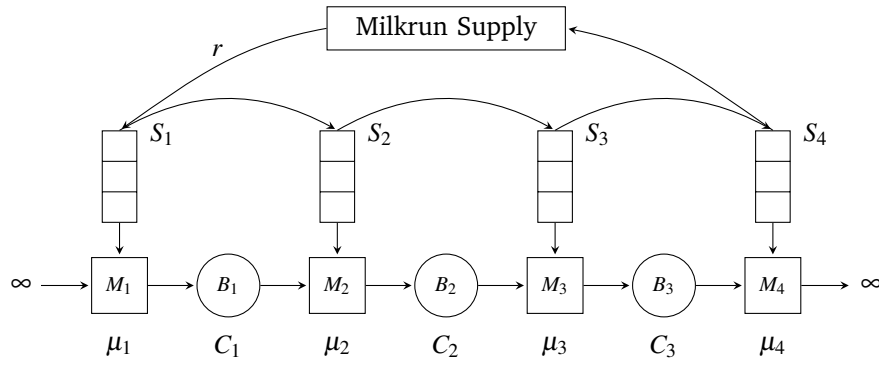 Milkrun Supply
r
S₁ S₂ S₃ S₄
∞ M₁ B₁ M₂ B₂ M₃ B₃ M₄ ∞
μ₁ C₁ μ₂ C₂ μ₃ C₃ μ₄